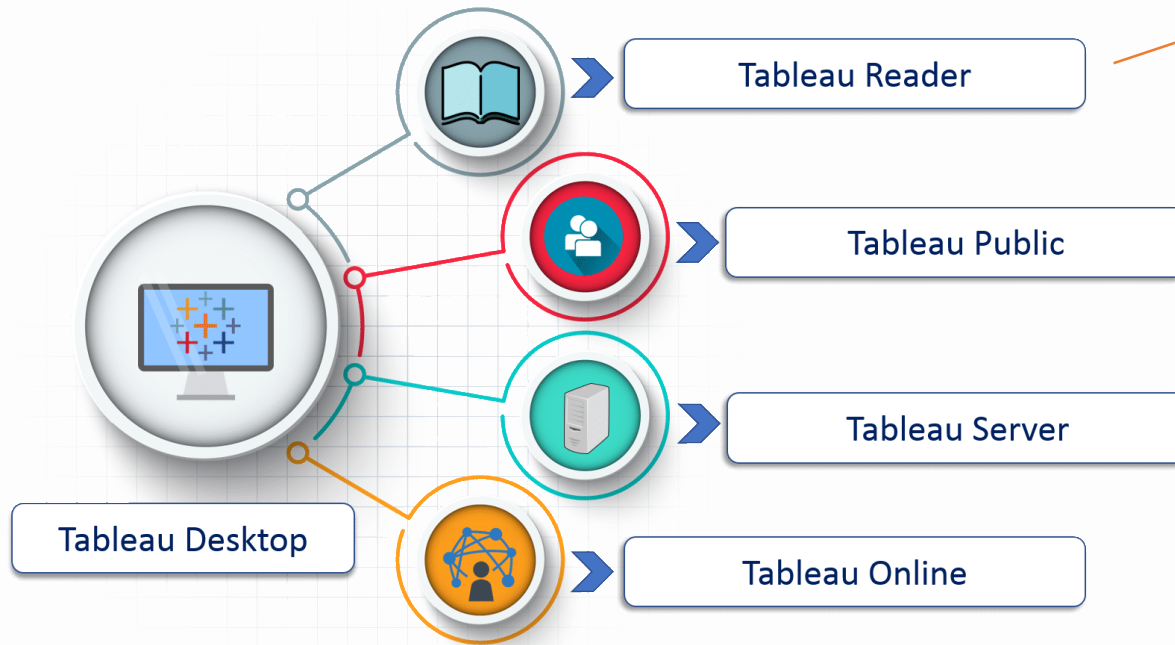 Tableau Reader
Tableau Public
Tableau Server
Tableau Desktop
Tableau Online